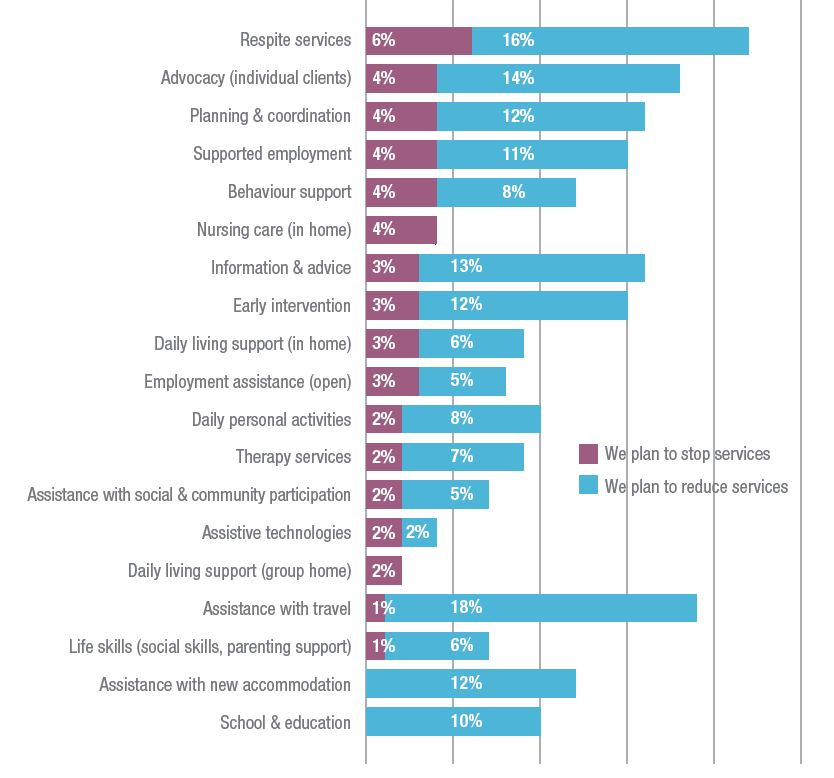 Respite services 6% 16%
Advocacy (individual clients) 4% 14%
Planning & coordination 4% 12%
Supported employment 4% 11%
Behaviour support 4% 8%
Nursing care (in home) 4%
Information & advice 3% 13%
Early intervention 3% 12%
Daily living support (in home) 3% 6%
Employment assistance (open) 3% 5%
Daily personal activities 2% 8%
Therapy services 2% 7%
Assistance with social & community participation 2% 5%
Assistive technologies 2% 2%
Daily living support (group home) 2%
Assistance with travel 1% 18%
Life skills (social skills, parenting support) 1% 6%
Assistance with new accommodation 12%
School & education 10%
We plan to stop services
We plan to reduce services